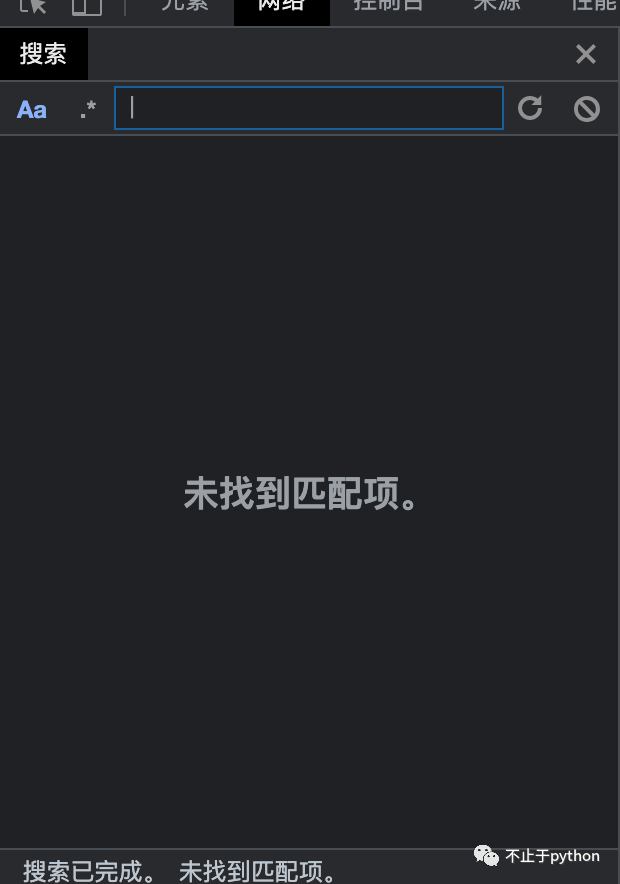 元素 网络 控制台 来源 性能
搜索
Aa .*
未找到匹配项。
搜索已完成。 未找到匹配项。
不止于python